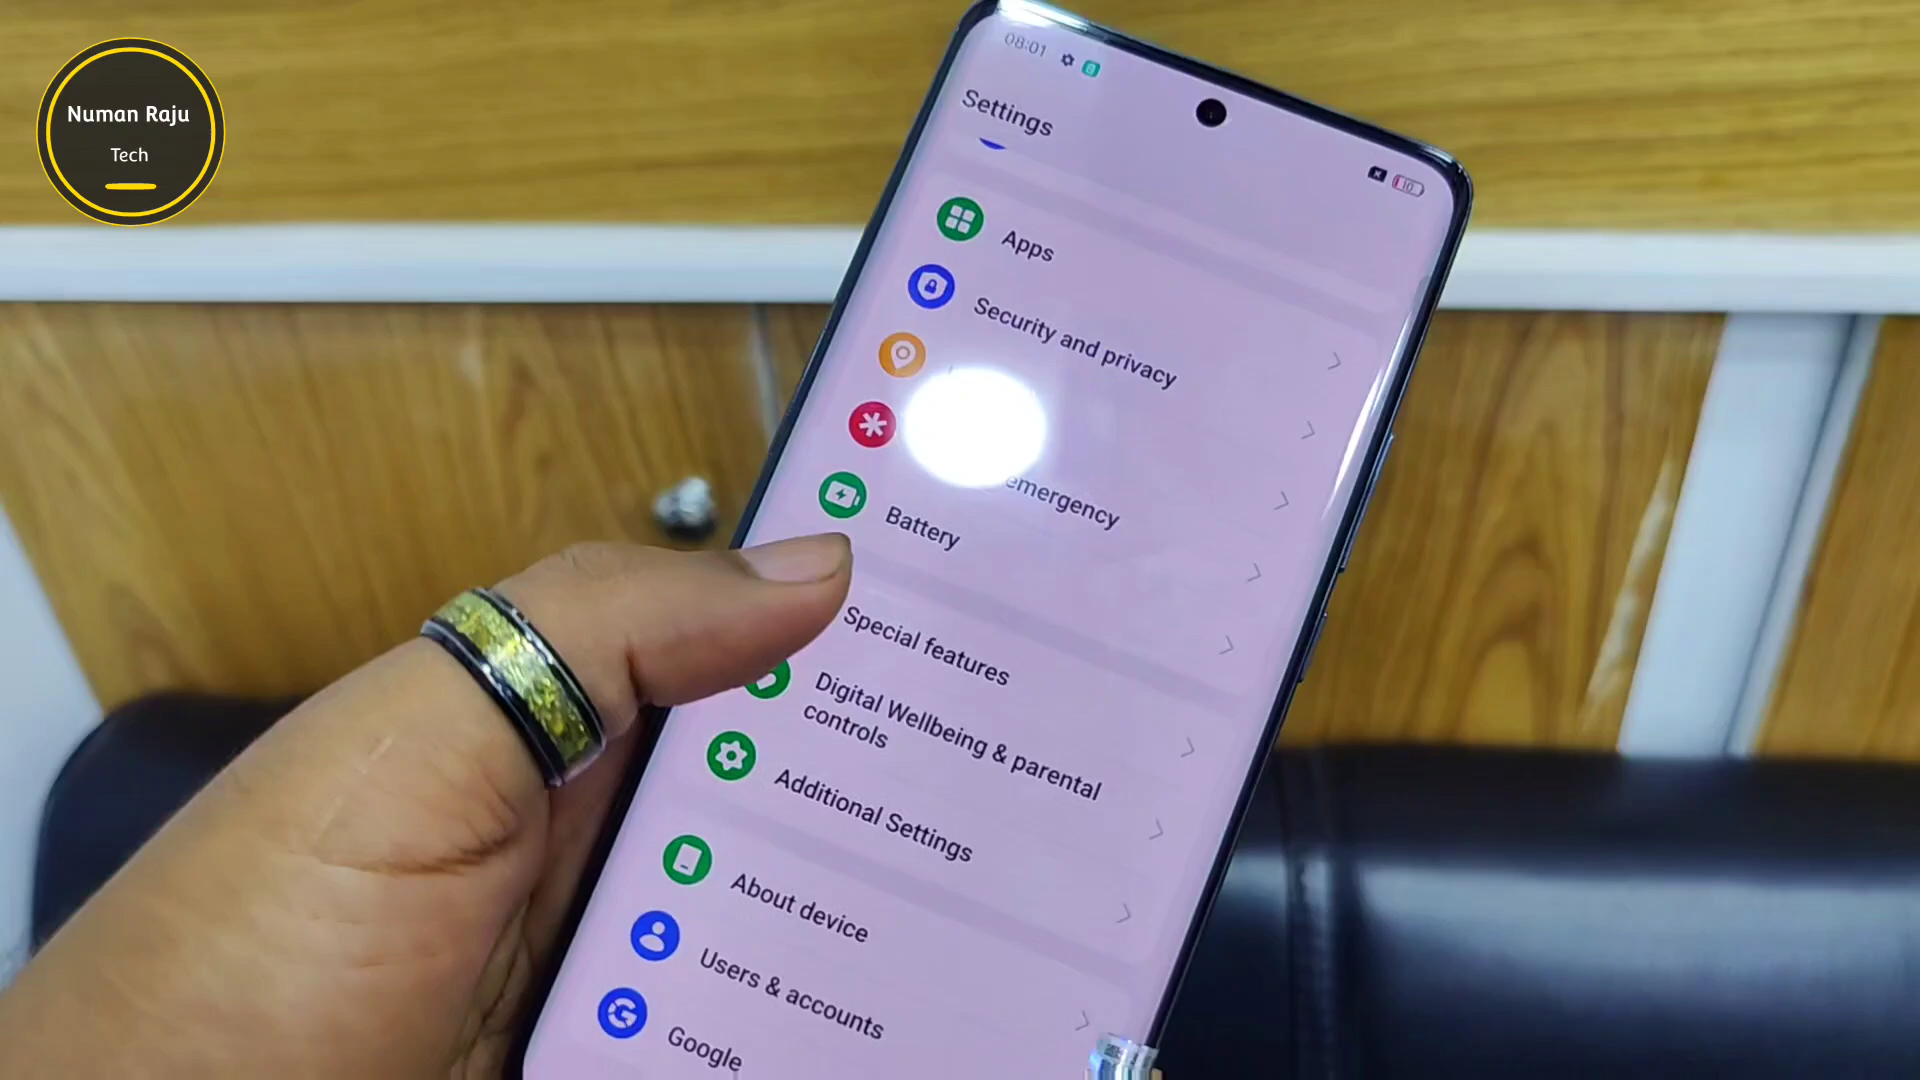 Numan Raju
Tech
08:01
10
Settings
Apps
Security and privacy
emergency
Battery
Special features
Digital Wellbeing & parental
controls
Additional Settings
About device
Users & accounts
Google